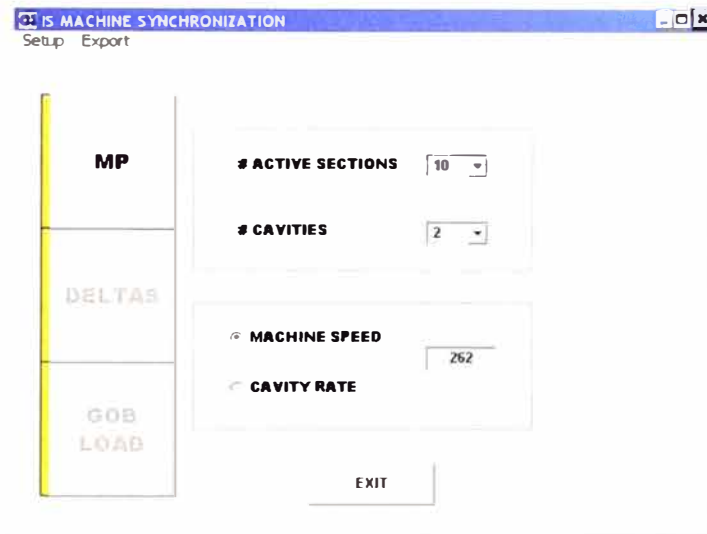 IS MACHINE SYNCHRONIZATION
Setup Export
MP
# ACTIVE SECTIONS 10
# CAVITIES 2
DELTAS
MACHINE SPEED
262
CAVITY RATE
GOB
LOAD
EXIT